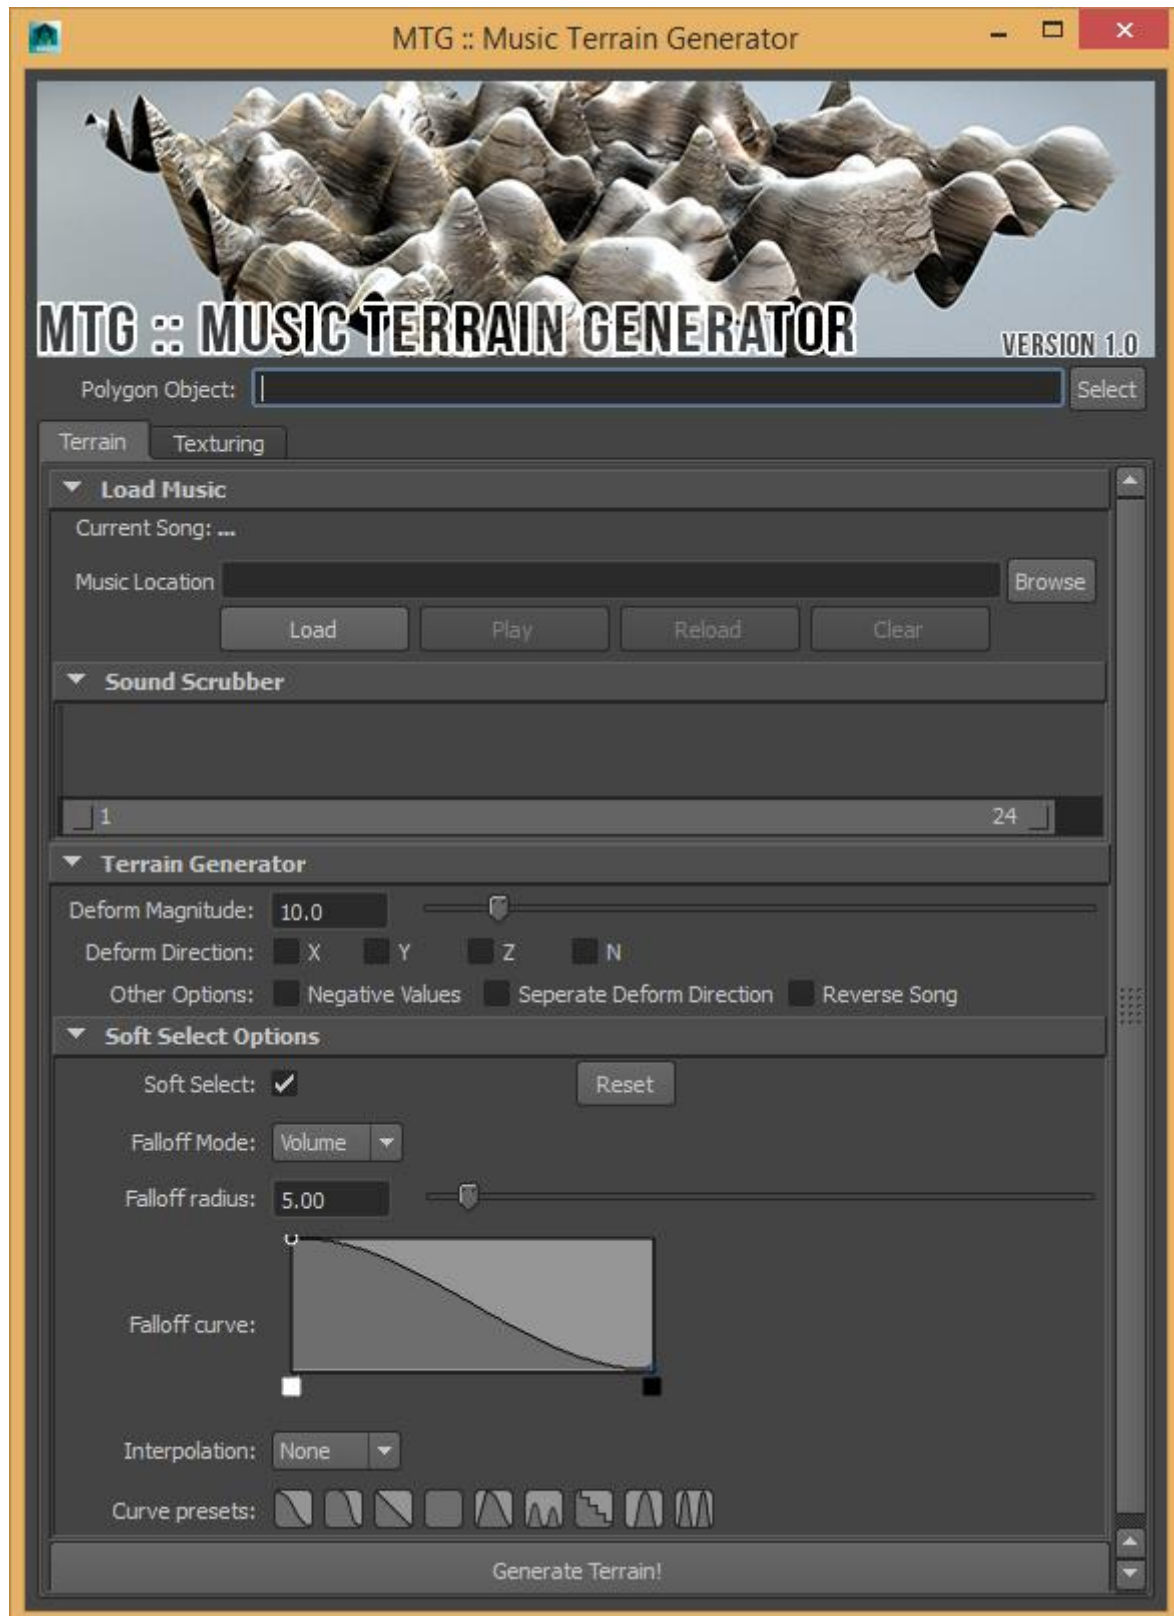 MTG :: Music Terrain Generator
MTG :: MUSIC TERRAIN GENERATOR
VERSION 1.0
Polygon Object: Select
Terrain Texturing
Load Music
Current Song: ...
Music Location Browse
Load Play Reload Clear
Sound Scrubber
1 24
Terrain Generator
Deform Magnitude: 10.0
Deform Direction: X Y Z N
Other Options: Negative Values Seperate Deform Direction Reverse Song
Soft Select Options
Soft Select: Reset
Falloff Mode: Volume
Falloff radius: 5.00
Falloff curve:
Interpolation: None
Curve presets:
Generate Terrain!